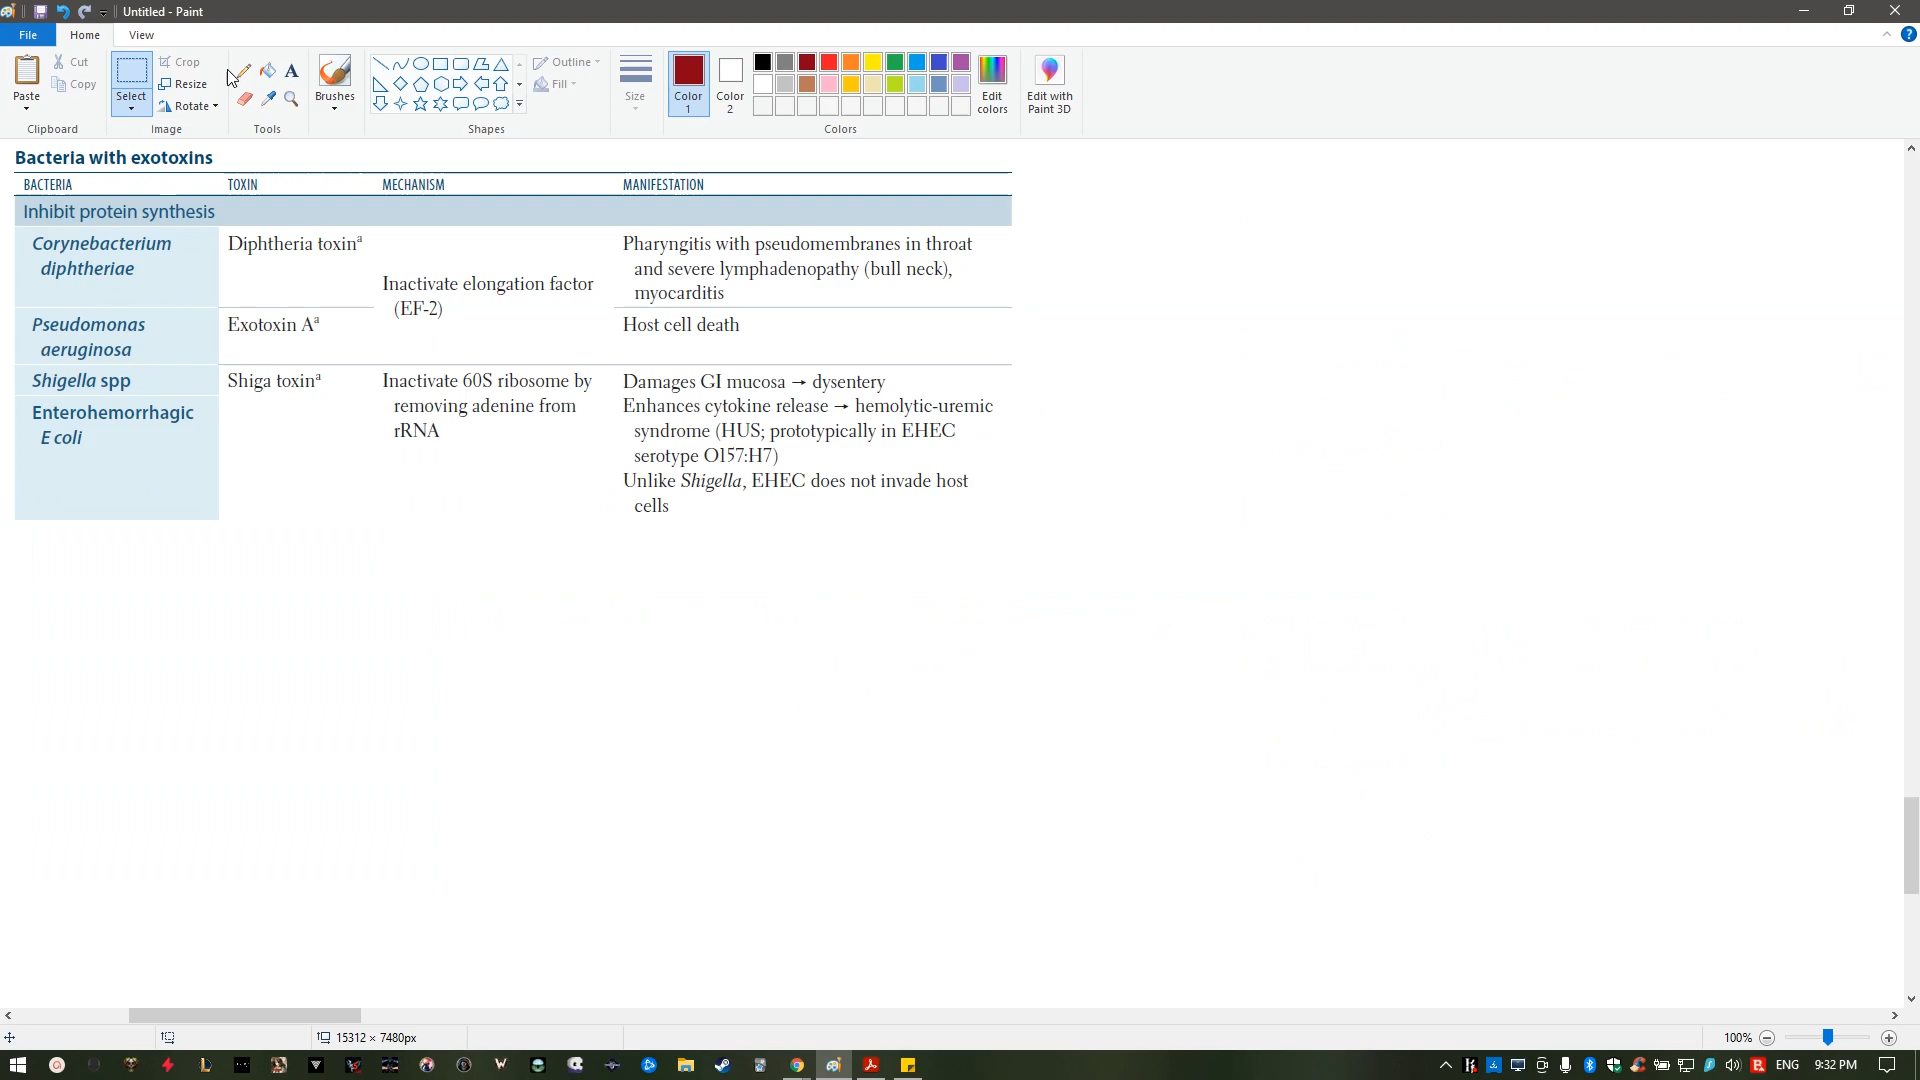 Untitled - Paint
File
Home
View
Paste
Cut
Copy
Clipboard
Select
Crop
Resize
Rotate
Image
Tools
Brushes
Shapes
Outline
Fill
Size
Color 1
Color 2
Colors
Edit colors
Edit with Paint 3D
Bacteria with exotoxins
BACTERIA TOXIN MECHANISM MANIFESTATION
Inhibit protein synthesis
Corynebacterium
diphtheriae
Diphtheria toxinª
Inactivate elongation factor
(EF-2)
Pharyngitis with pseudomembranes in throat
and severe lymphadenopathy (bull neck),
myocarditis
Pseudomonas
aeruginosa
Exotoxin Aª
Host cell death
Shigella spp
Shiga toxinª
Inactivate 60S ribosome by
removing adenine from
rRNA
Damages GI mucosa → dysentery
Enhances cytokine release → hemolytic-uremic
syndrome (HUS; prototypically in EHEC
serotype O157:H7)
Unlike Shigella, EHEC does not invade host
cells
Enterohemorrhagic
E coli
15312 × 7480px
100%
ENG
9:32 PM